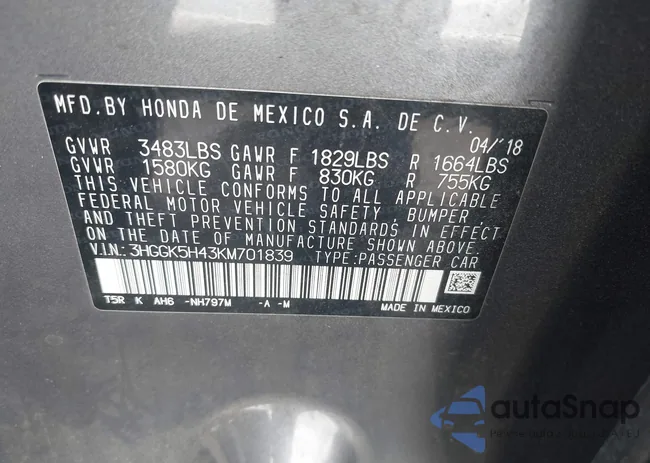 MFD.BY HONDA DE MEXICO S.A. DE C.V.
04/'18
GVWR 3483LBS GAWR F 1829LBS R 1664LBS
GVWR 1580KG GAWR F 830KG R 755KG
THIS VEHICLE CONFORMS TO ALL APPLICABLE
FEDERAL MOTOR VEHICLE SAFETY, BUMPER,
AND THEFT PREVENTION STANDARDS IN EFFECT
ON THE DATE OF MANUFACTURE SHOWN ABOVE.
V.I.N.: 3HGGK5H43KM701839 TYPE:PASSENGER CAR
T5R K AH6 -NH797M -A -M
MADE IN MEXICO
autaSnap